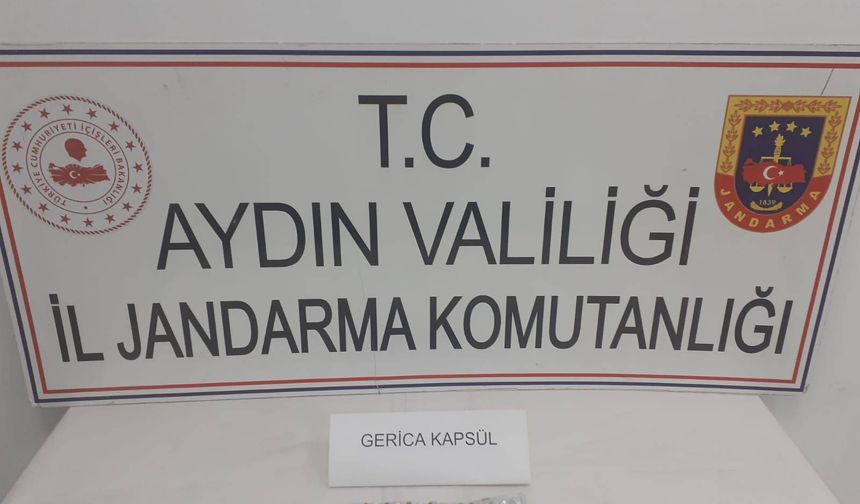 T.C.
AYDIN VALİLİĞİ
İL JANDARMA KOMUTANLIĞI
TÜRKİYE CUMHURİYETİ İÇİŞLERİ BAKANLIĞI
1839
JANDARMA
GERİCA KAPSÜL